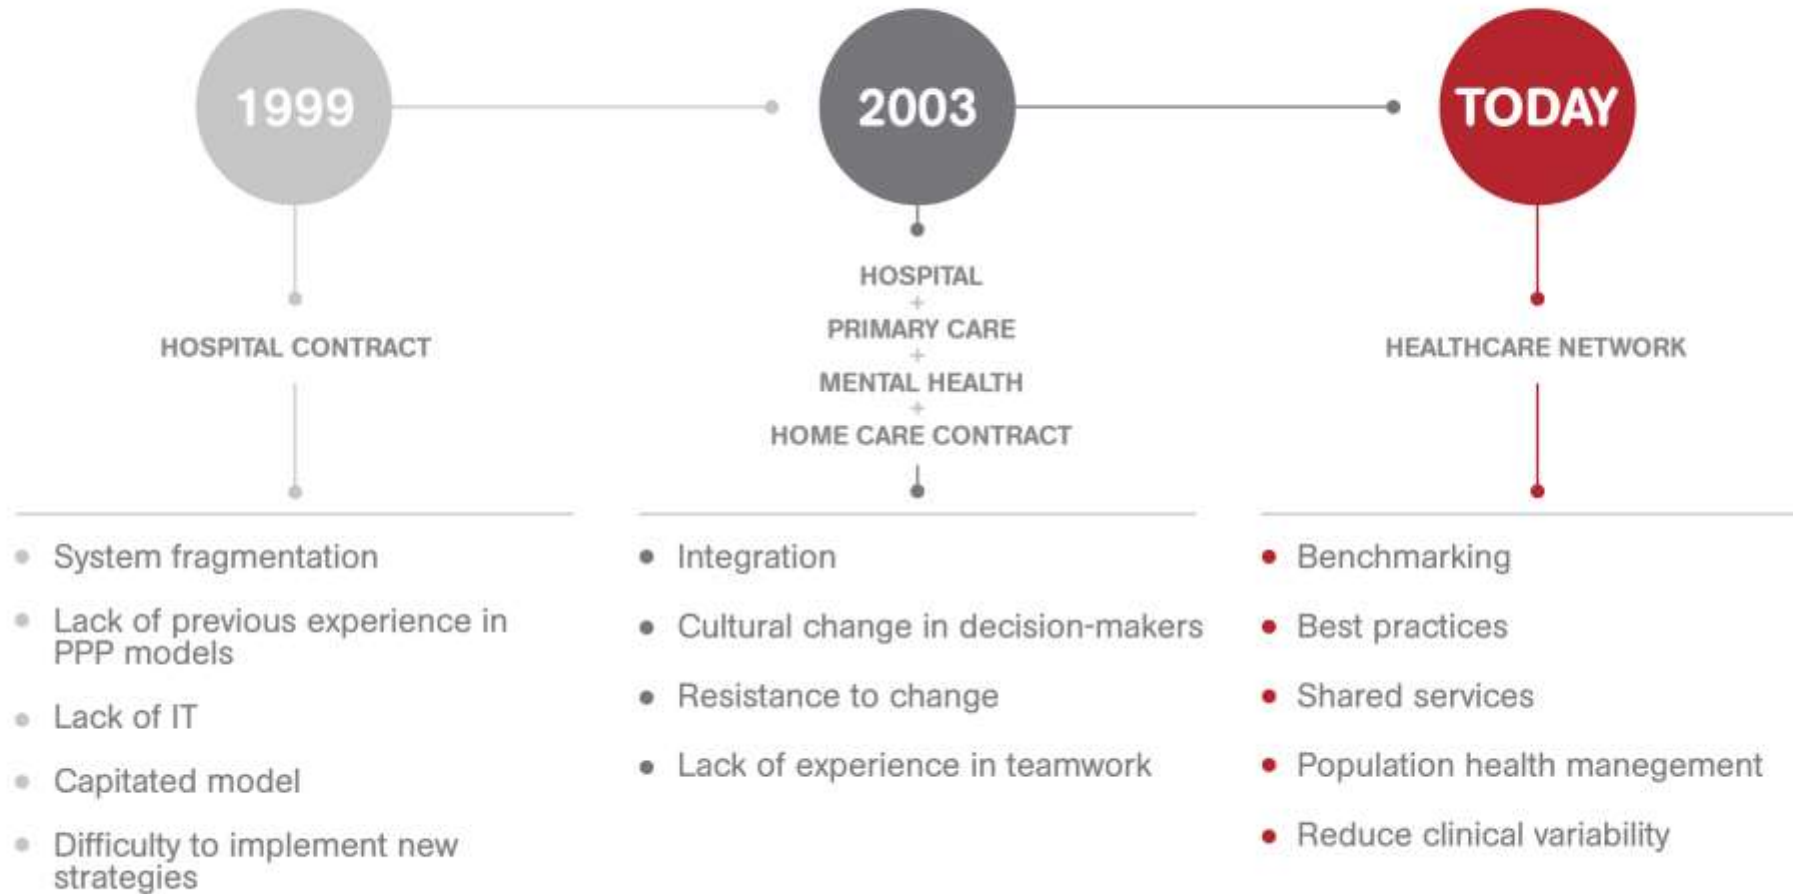 1999
2003
TODAY
HOSPITAL CONTRACT
HOSPITAL
+
PRIMARY CARE
+
MENTAL HEALTH
+
HOME CARE CONTRACT
HEALTHCARE NETWORK
System fragmentation
Lack of previous experience in
PPP models
Lack of IT
Capitated model
Difficulty to implement new
strategies
Integration
Cultural change in decision-makers
Resistance to change
Lack of experience in teamwork
Benchmarking
Best practices
Shared services
Population health manegement
Reduce clinical variability